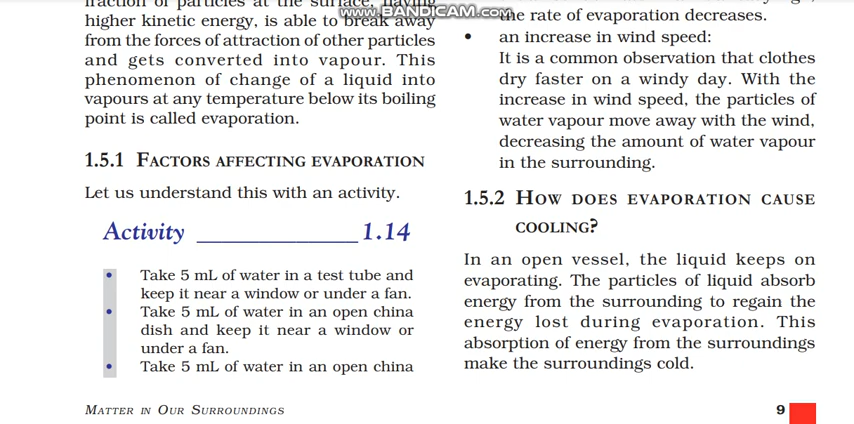 fraction of particles at the surface, having
higher kinetic energy, is able to break away
from the forces of attraction of other particles
and gets converted into vapour. This
phenomenon of change of a liquid into
vapours at any temperature below its boiling
point is called evaporation.
1.5.1 FACTORS AFFECTING EVAPORATION
Let us understand this with an activity.
Activity ______________ 1.14
• Take 5 mL of water in a test tube and
keep it near a window or under a fan.
• Take 5 mL of water in an open china
dish and keep it near a window or
under a fan.
• Take 5 mL of water in an open china
www.BANDICAM.com
the rate of evaporation decreases.
• an increase in wind speed:
It is a common observation that clothes
dry faster on a windy day. With the
increase in wind speed, the particles of
water vapour move away with the wind,
decreasing the amount of water vapour
in the surrounding.
1.5.2 HOW DOES EVAPORATION CAUSE
COOLING?
In an open vessel, the liquid keeps on
evaporating. The particles of liquid absorb
energy from the surrounding to regain the
energy lost during evaporation. This
absorption of energy from the surroundings
make the surroundings cold.
MATTER IN OUR SURROUNDINGS
9